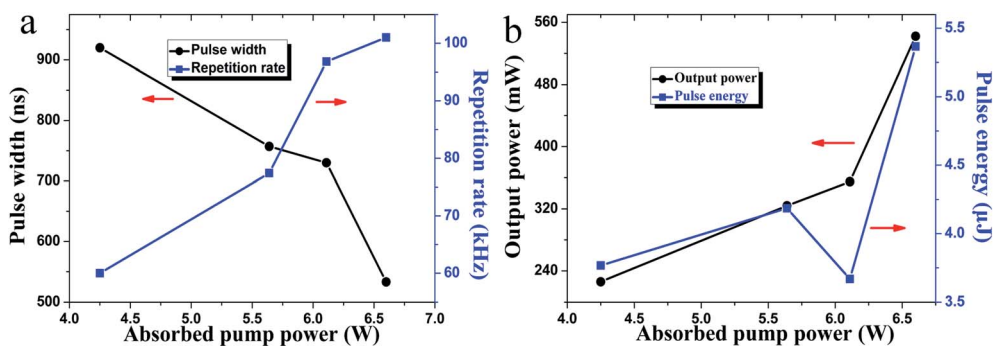 a
Pulse width
Repetition rate
900
800
700
600
500
100
90
80
70
60
4.0
4.5
5.0
5.5
6.0
6.5
7.0
Pulse width (ns)
Repetition rate (kHz)
Absorbed pump power (W)
b
Output power
Pulse energy
560
480
400
320
240
5.5
5.0
4.5
4.0
3.5
4.0
4.5
5.0
5.5
6.0
6.5
Output power (mW)
Pulse energy (μJ)
Absorbed pump power (W)